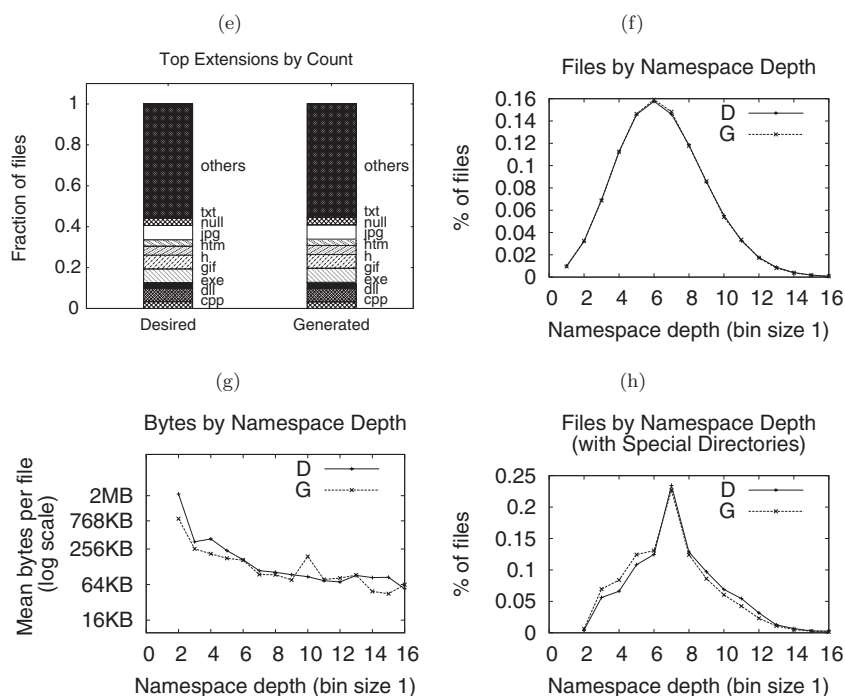 (e)
Top Extensions by Count
Fraction of files
1
0.8
0.6
0.4
0.2
0
others
txt
null
jpg
htm
h
gif
exe
dll
cpp
others
txt
null
jpg
htm
h
gif
exe
dll
cpp
Desired
Generated
(f)
Files by Namespace Depth
% of files
0.16
0.14
0.12
0.1
0.08
0.06
0.04
0.02
0
D
G
0 2 4 6 8 10 12 14 16
Namespace depth (bin size 1)
(g)
Bytes by Namespace Depth
Mean bytes per file
(log scale)
2MB
768KB
256KB
64KB
16KB
D
G
0 2 4 6 8 10 12 14 16
Namespace depth (bin size 1)
(h)
Files by Namespace Depth
(with Special Directories)
% of files
0.25
0.2
0.15
0.1
0.05
0
D
G
0 2 4 6 8 10 12 14 16
Namespace depth (bin size 1)